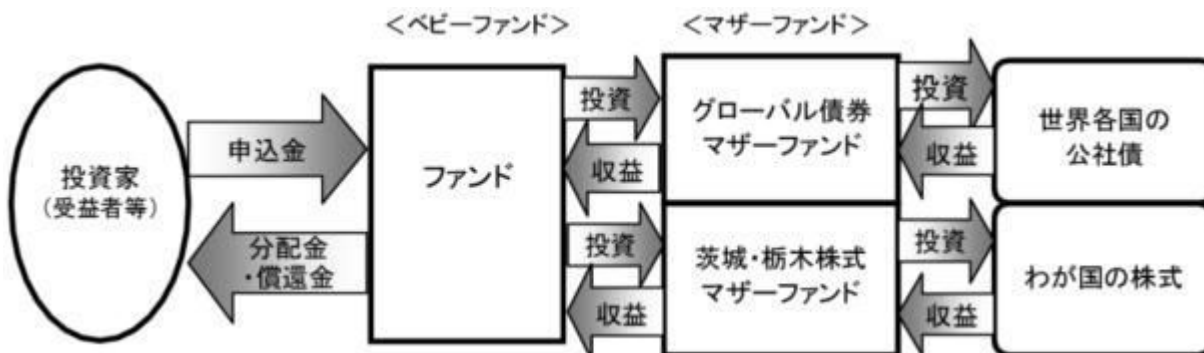 <ベビーファンド>
<マザーファンド>
投資家
(受益者等)
申込金
分配金
・償還金
ファンド
投資
収益
投資
収益
グローバル債券
マザーファンド
茨城・栃木株式
マザーファンド
投資
収益
投資
収益
世界各国の
公社債
わが国の株式